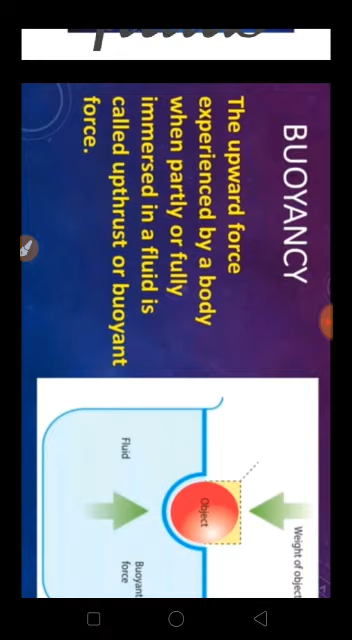 BUOYANCY
The upward force
experienced by a body
when partly or fully
immersed in a fluid is
called upthrust or buoyant
force.
Weight of object
Object
Fluid
Buoyant
force